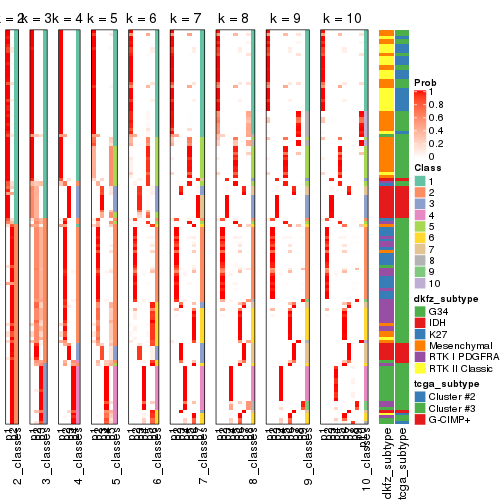 k = 2 k = 3 k = 4 k = 5 k = 6 k = 7 k = 8 k = 9 k = 10
Prob
1
0.8
0.6
0.4
0.2
0
Class
1
2
3
4
5
6
7
8
9
10
dkfz_subtype
G34
IDH
K27
Mesenchymal
RTK I PDGFRA
RTK II Classic
tcga_subtype
Cluster #2
Cluster #3
G-CIMP+
2_classes
3_classes
4_classes
5_classes
6_classes
7_classes
8_classes
9_classes
10_classes
dkfz_subtype
tcga_subtype